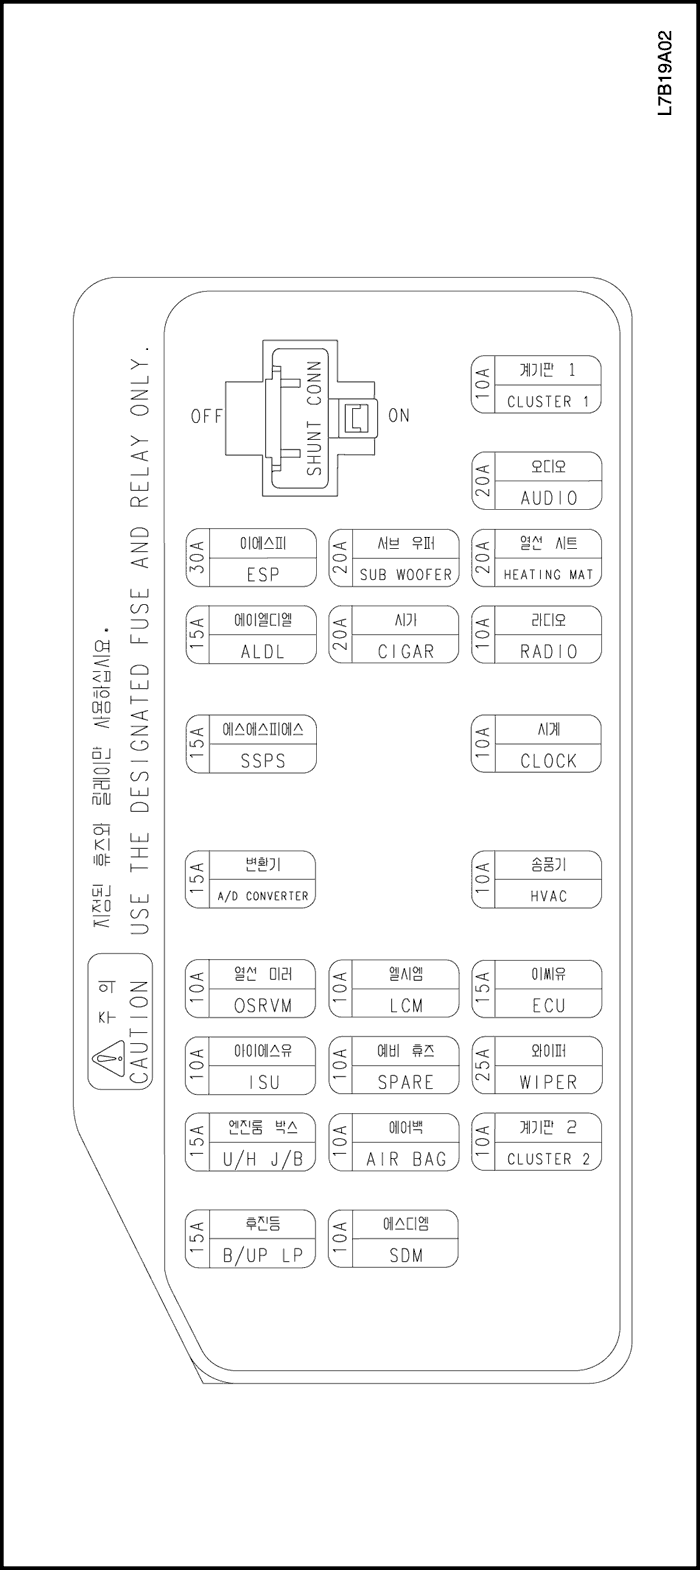 L7B19A02
지정된 휴즈와 릴레이만 사용하십시요.
USE THE DESIGNATED FUSE AND RELAY ONLY.
주 의
CAUTION
OFF
SHUNT CONN
ON
10A
계기판 1
CLUSTER 1
20A
오디오
AUDIO
30A
이에스피
ESP
20A
서브 우퍼
SUB WOOFER
20A
열선 시트
HEATING MAT
15A
에이엘디엘
ALDL
20A
시가
CIGAR
10A
라디오
RADIO
15A
에스에스피에스
SSPS
10A
시계
CLOCK
15A
변환기
A/D CONVERTER
10A
송풍기
HVAC
10A
열선 미러
OSRVM
10A
엘시엠
LCM
15A
이씨유
ECU
10A
아이에스유
ISU
10A
예비 휴즈
SPARE
25A
와이퍼
WIPER
15A
엔진룸 박스
U/H J/B
10A
에어백
AIR BAG
10A
계기판 2
CLUSTER 2
15A
후진등
B/UP LP
10A
에스디엠
SDM